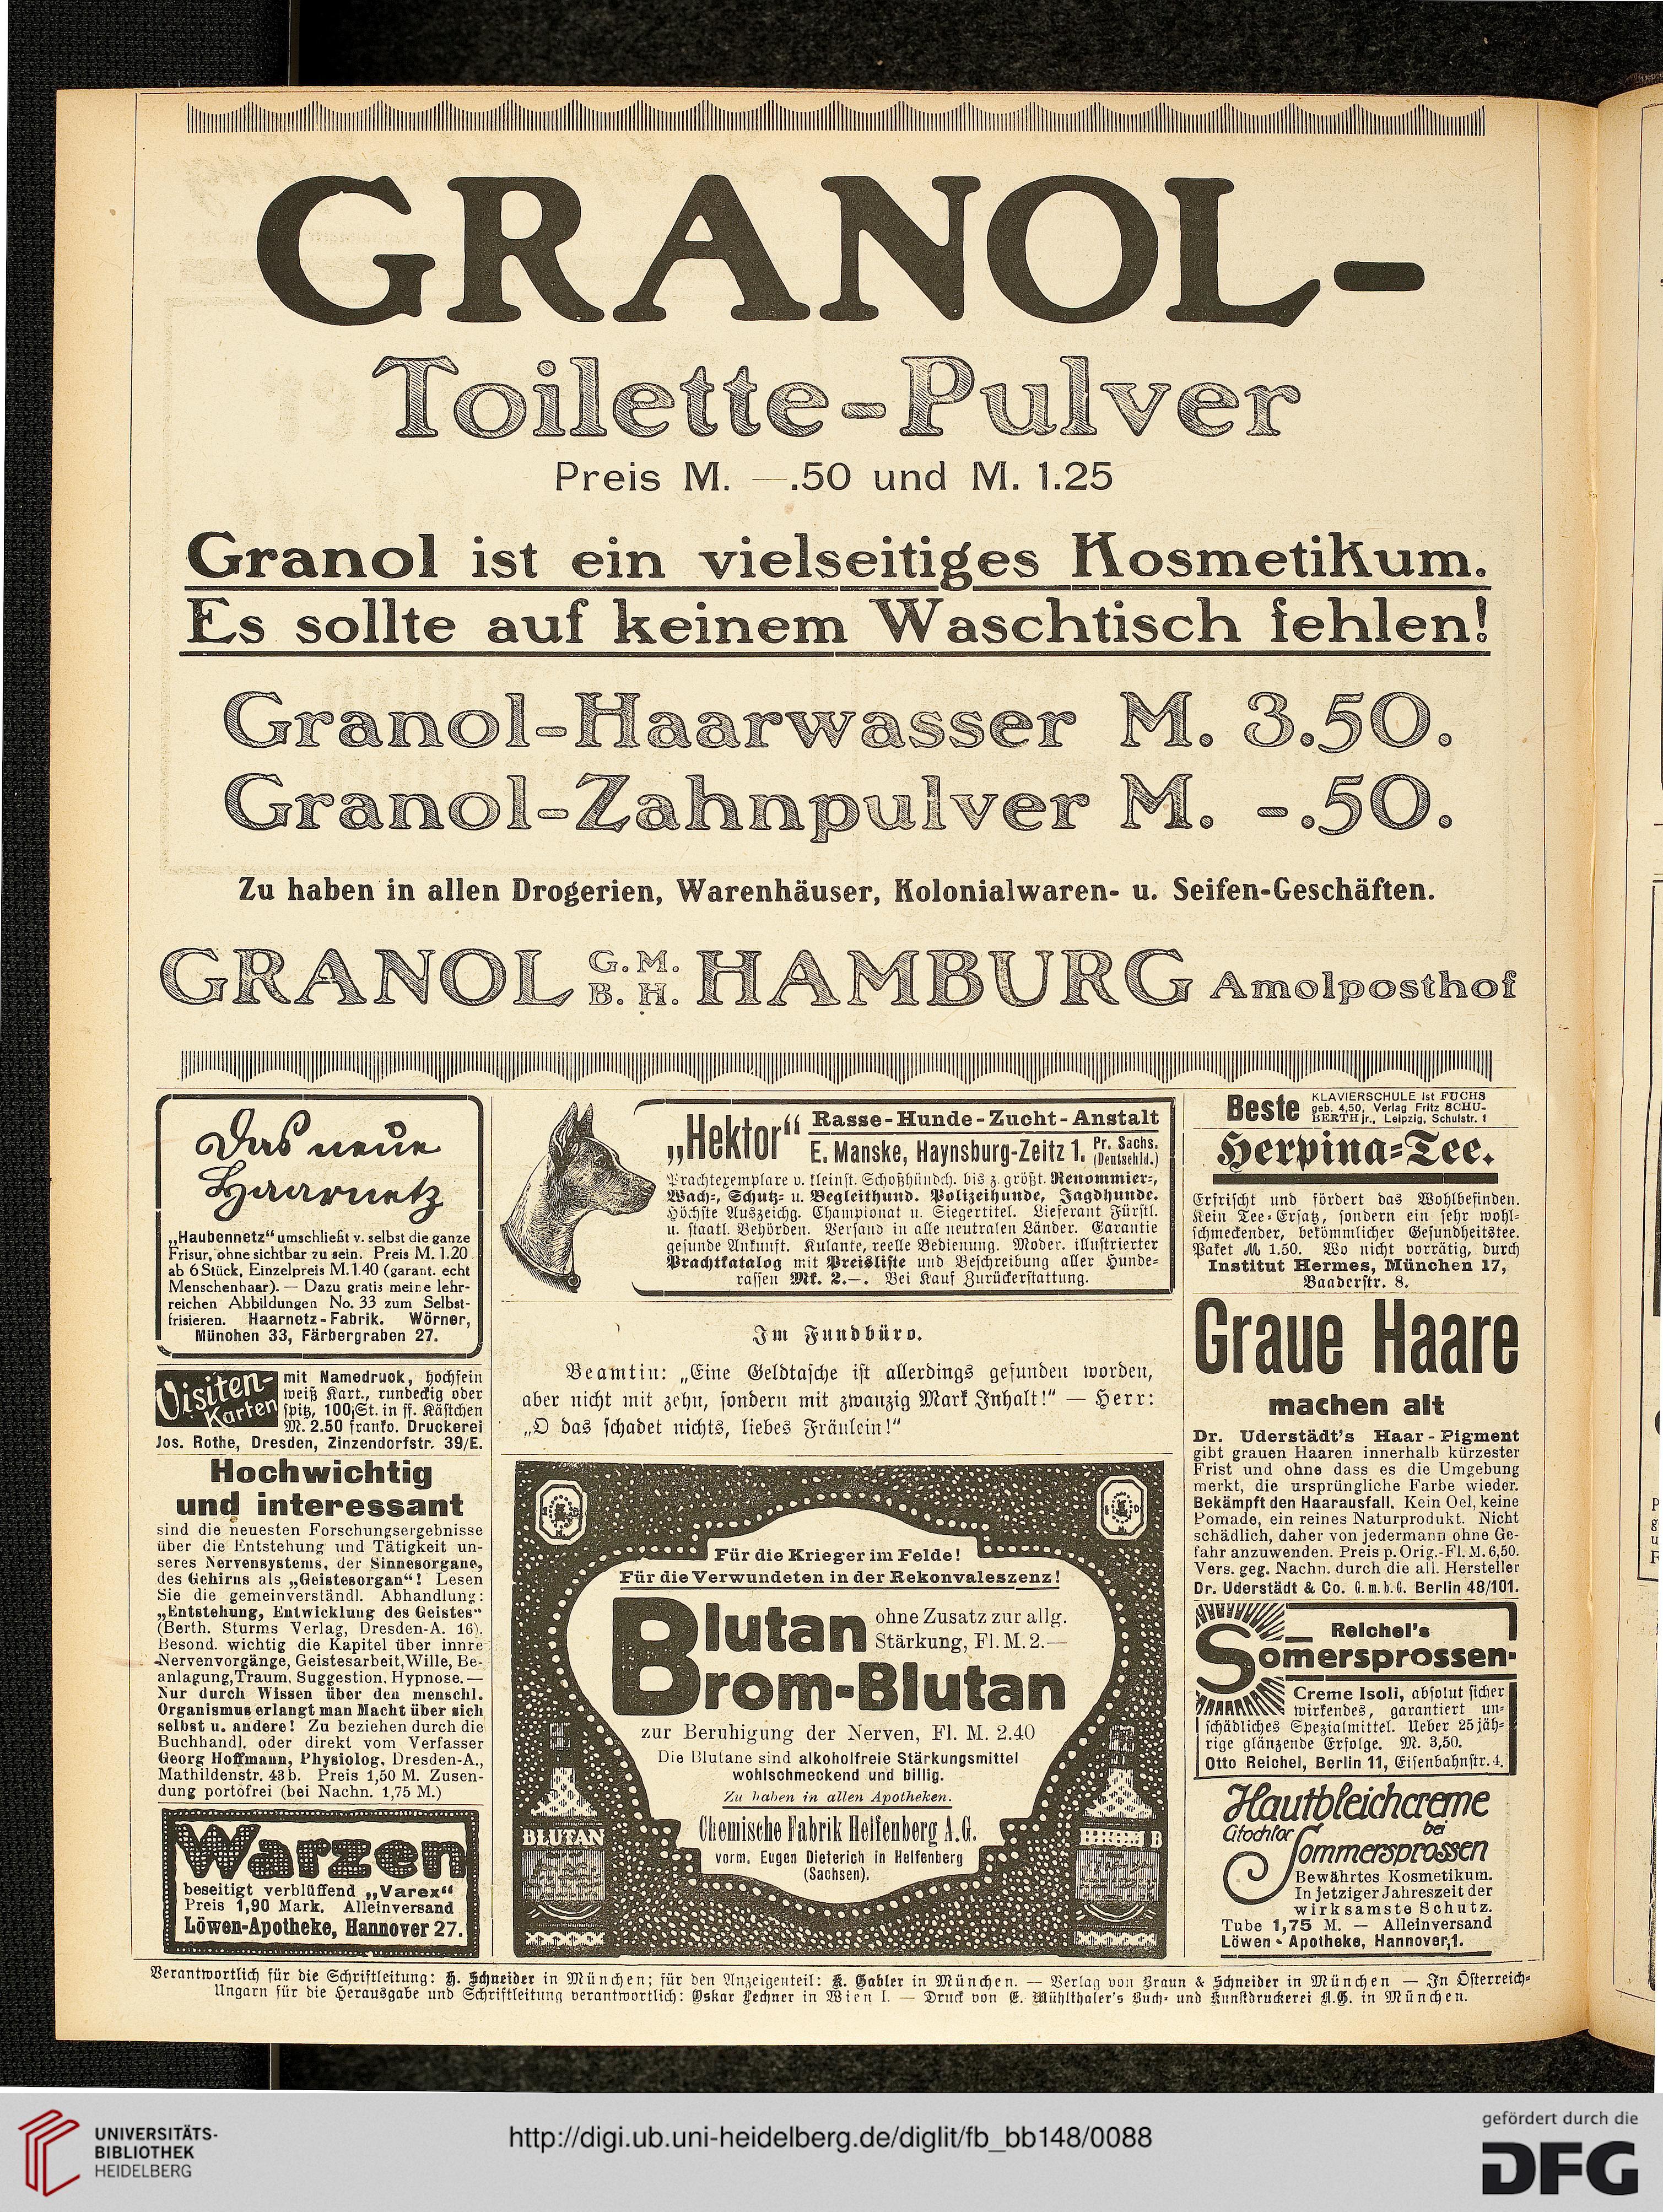 GRANOL-
Toilette-Pulver
Preis M. —.50 und M. 1.25
Granol ist ein vielseitiges Kosmetikum.
Es sollte auf keinem Waschtisch fehlen!
Granol-Haarwasser M. 3.50.
Granol-Zahnpulver M. -.50.
Zu haben in allen Drogerien, Warenhäuser, Kolonialwaren- u. Seifen-Geschäften.
GRANOL G.M.B.H. HAMBURG Amolposthof
Das neue
Haarnetz
„Haubennetz“ umschließt v. selbst die ganze
Frisur, ohne sichtbar zu sein. Preis M. 1.20
ab 6 Stück, Einzelpreis M. 1.40 (garant. echt
Menschenhaar). — Dazu gratis meine lehr-
reichen Abbildungen No. 33 zum Selbst-
frisieren. Haarnetz-Fabrik. Wörner,
München 33, Färbergraben 27.
Visiten-
Karten
mit Namedruok, hochfein
weiß Kart., rundeckig oder
spitz, 100 St. in ff. Kästchen
M. 2.50 franko. Druckerei
Jos. Rothe, Dresden, Zinzendorfstr. 39/E.
Hochwichtig
und interessant
sind die neuesten Forschungsergebnisse
über die Entstehung und Tätigkeit un-
seres Nervensystems, der Sinnesorgane,
des Gehirns als „Geistesorgan“! Lesen
Sie die gemeinverständl. Abhandlung:
„Entstehung, Entwicklung des Geistes“
(Berth. Sturms Verlag, Dresden-A. 16).
Besond. wichtig die Kapitel über innre
Nervenvorgänge, Geistesarbeit, Wille, Be-
anlagung, Traum, Suggestion, Hypnose. —
Nur durch Wissen über den menschl.
Organismus erlangt man Macht über sich
selbst u. andere! Zu beziehen durch die
Buchhandl. oder direkt vom Verfasser
Georg Hoffmann, Physiolog, Dresden-A.,
Mathildenstr. 43b. Preis 1,50 M. Zusen-
dung portofrei (bei Nachn. 1,75 M.)
Warzen
beseitigt verblüffend „Varex“
Preis 1,90 Mark. Alleinversand
Löwen-Apotheke, Hannover 27.
„Hektor“ Rasse-Hunde-Zucht-Anstalt
E. Manske, Haynsburg-Zeitz 1. Pr. Sachs. (Deutschld.)
Prachtexemplare v. kleinst. Schoßhündch. bis z. größt. Renommier-,
Wach-, Schutz- u. Begleithund. Polizeihunde, Jagdhunde.
Höchste Auszeichg. Championat u. Siegertitel. Lieferant Fürstl.
u. staatl. Behörden. Versand in alle neutralen Länder. Garantie
gesunde Ankunft. Kulante, reelle Bedienung. Moder. illustrierter
Prachtkatalog mit Preisliste und Beschreibung aller Hunde-
rassen Mk. 2.—. Bei Kauf Zurückerstattung.
Im Fundbüro.
Beamtin: „Eine Geldtasche ist allerdings gefunden worden,
aber nicht mit zehn, sondern mit zwanzig Mark Inhalt!“ — Herr:
„O das schadet nichts, liebes Fräulein!“
Für die Krieger im Felde!
Für die Verwundeten in der Rekonvaleszenz!
Blutan ohne Zusatz zur allg.
Stärkung, Fl. M. 2.—
Brom-Blutan
zur Beruhigung der Nerven, Fl. M. 2.40
Die Blutane sind alkoholfreie Stärkungsmittel
wohlschmeckend und billig.
Zu haben in allen Apotheken.
Chemische Fabrik Helfenberg A.G.
vorm. Eugen Dieterich in Helfenberg
(Sachsen).
BLUTAN
BROM B
Beste KLAVIERSCHULE ist FUCHS
geb. 4,50, Verlag Fritz SCHU-
BERTH jr., Leipzig, Schulstr. 1
Herpina-Tee.
Erfrischt und fördert das Wohlbefinden.
Kein Tee-Ersatz, sondern ein sehr wohl-
schmeckender, bekömmlicher Gesundheitstee.
Paket M 1.50. Wo nicht vorrätig, durch
Institut Hermes, München 17,
Baaderstr. 8.
Graue Haare
machen alt
Dr. Uderstädt's Haar-Pigment
gibt grauen Haaren innerhalb kürzester
Frist und ohne dass es die Umgebung
merkt, die ursprüngliche Farbe wieder.
Bekämpft den Haarausfall. Kein Oel, keine
Pomade, ein reines Naturprodukt. Nicht
schädlich, daher von jedermann ohne Ge-
fahr anzuwenden. Preis p. Orig.-Fl. M. 6,50.
Vers. geg. Nachn. durch die all. Hersteller
Dr. Uderstädt & Co. G.m.b.G. Berlin 48/101.
Reichel's
Somersprossen-
Creme Isoli, absolut sicher
wirkendes, garantiert un-
schädliches Spezialmittel. Ueber 25 jäh-
rige glänzende Erfolge. M. 3,50.
Otto Reichel, Berlin 11, Eisenbahnstr. 4.
Hautbleichcreme
Citochlor bei
Sommersprossen
Bewährtes Kosmetikum.
In jetziger Jahreszeit der
wirksamste Schutz.
Tube 1,75 M. — Alleinversand
Löwen-Apotheke, Hannover 1.
Verantwortlich für die Schriftleitung: H. Schneider in München; für den Anzeigenteil: K. Gabler in München. — Verlag von Braun & Schneider in München — In Österreich-
Ungarn für die Herausgabe und Schriftleitung verantwortlich: Oskar Lechner in Wien I. — Druck von E. Mühlthaler's Buch- und Kunstdruckerei A.G. in München.
UNIVERSITÄTS-
BIBLIOTHEK
HEIDELBERG
http://digi.ub.uni-heidelberg.de/diglit/fb_bb148/0088
gefördert durch die
DFG